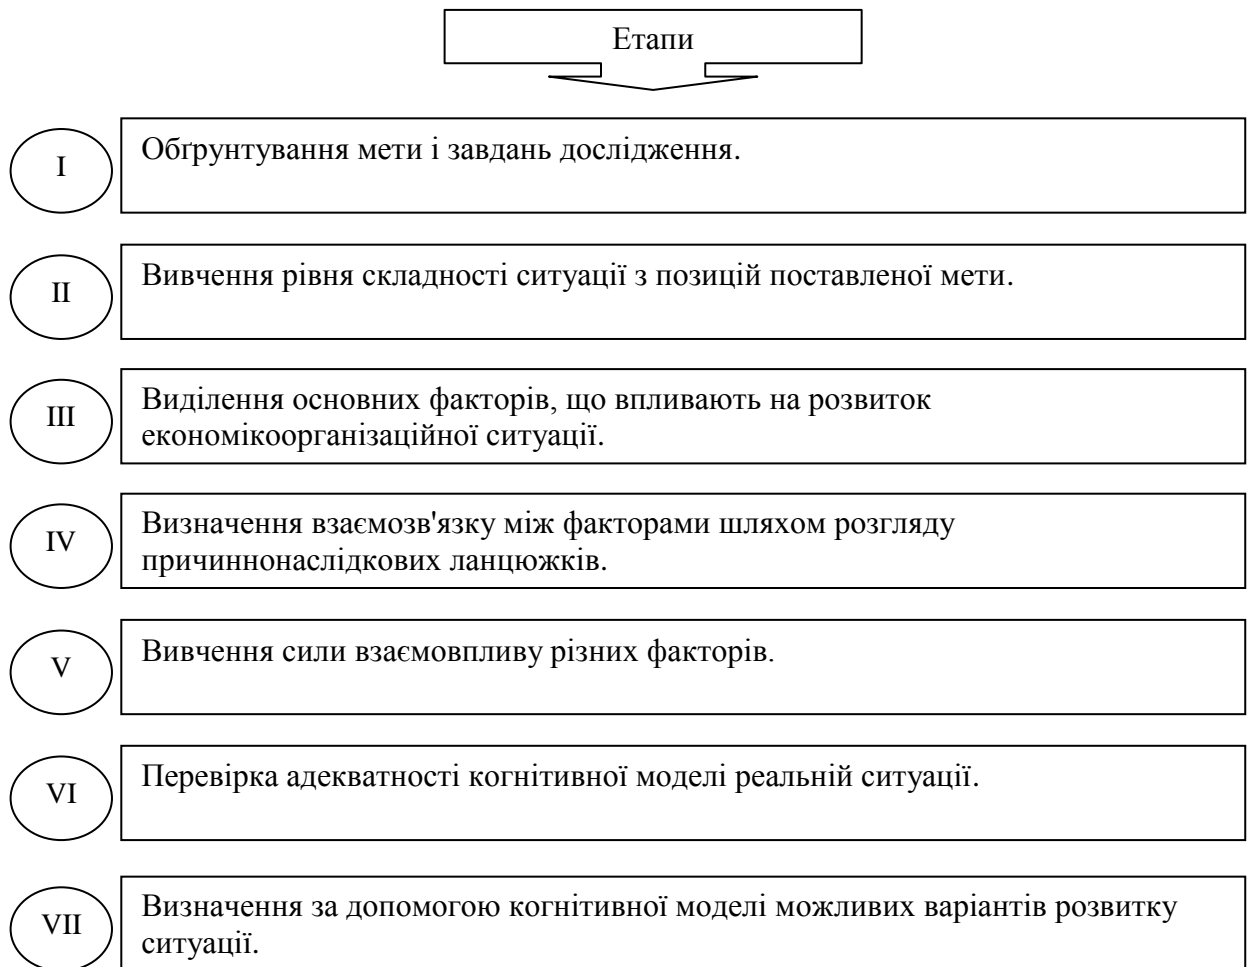 Етапи
I
Обґрунтування мети і завдань дослідження.
II
Вивчення рівня складності ситуації з позицій поставленої мети.
III
Виділення основних факторів, що впливають на розвиток
економікоорганізаційної ситуації.
IV
Визначення взаємозв'язку між факторами шляхом розгляду
причиннонаслідкових ланцюжків.
V
Вивчення сили взаємовпливу різних факторів.
VI
Перевірка адекватності когнітивної моделі реальній ситуації.
VII
Визначення за допомогою когнітивної моделі можливих варіантів розвитку
ситуації.